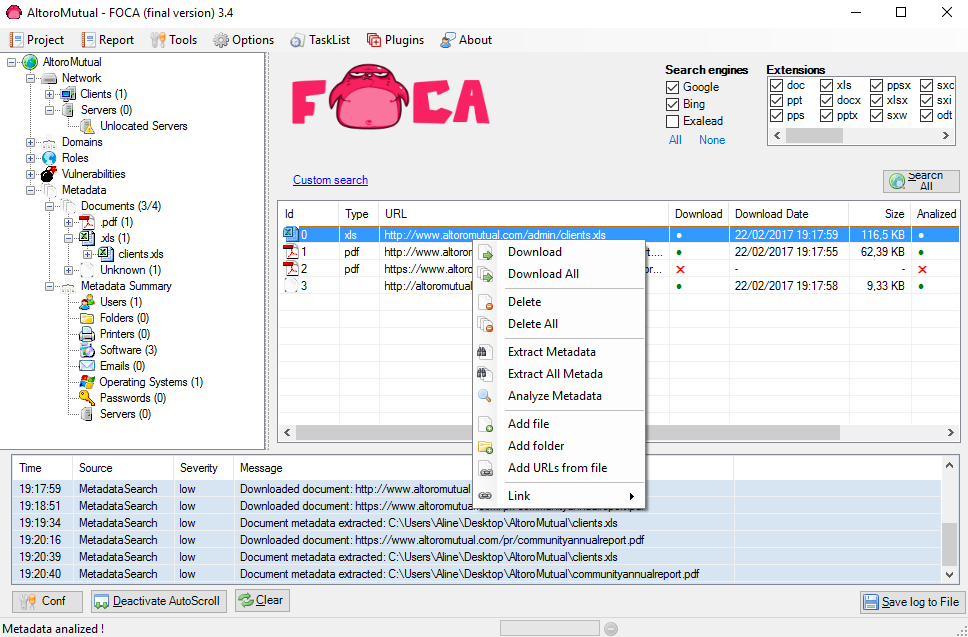 AltoroMutual - FOCA (final version) 3.4
Project Report Tools Options TaskList Plugins About
AltoroMutual
Network
Clients (1)
Servers (0)
Unlocated Servers
Domains
Roles
Vulnerabilities
Metadata
Documents (3/4)
.pdf (1)
.xls (1)
clients.xls
Unknown (1)
Metadata Summary
Users (1)
Folders (0)
Printers (0)
Software (3)
Emails (0)
Operating Systems (1)
Passwords (0)
Servers (0)
FOCA
Search engines
Google
Bing
Exalead
All None
Extensions
doc xls ppsx sxc
ppt docx xlsx sxi
pps pptx sxw odt
Custom search
Search All
Id Type URL Download Download Date Size Analized
0 xls http://www.altoromutual.com/admin/clients.xls 22/02/2017 19:17:59 116,5 KB
1 pdf http://www.alto t.... 22/02/2017 19:17:55 62,39 KB
2 pdf https://www.alto or... - -
3 http://altoromutua 22/02/2017 19:17:58 9,33 KB
Download
Download All
Delete
Delete All
Extract Metadata
Extract All Metada
Analyze Metadata
Add file
Add folder
Add URLs from file
Link
Time Source Severity Message
19:17:59 MetadataSearch low Downloaded document: http://www.altoromutual
19:18:51 MetadataSearch low Downloaded document: https://www.altoromutual
19:19:34 MetadataSearch low Document metadata extracted: C:\Users\Aline\Desktop\AltoroMutual\clients.xls
19:20:16 MetadataSearch low Downloaded document: https://www.altoromutual.com/pr/communityannualreport.pdf
19:20:39 MetadataSearch low Document metadata extracted: C:\Users\Aline\Desktop\AltoroMutual\clients.xls
19:20:40 MetadataSearch low Document metadata extracted: C:\Users\Aline\Desktop\AltoroMutual\communityannualreport.pdf
Conf Deactivate AutoScroll Clear Save log to File
Metadata analized !